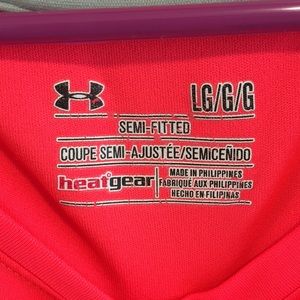 LG/G/G
SEMI-FITTED
COUPE SEMI-AJUSTÉE/SEMICEÑIDO
heatgear
MADE IN PHILIPPINES
FABRIQUÉ AUX PHILIPPINES
HECHO EN FILIPINAS